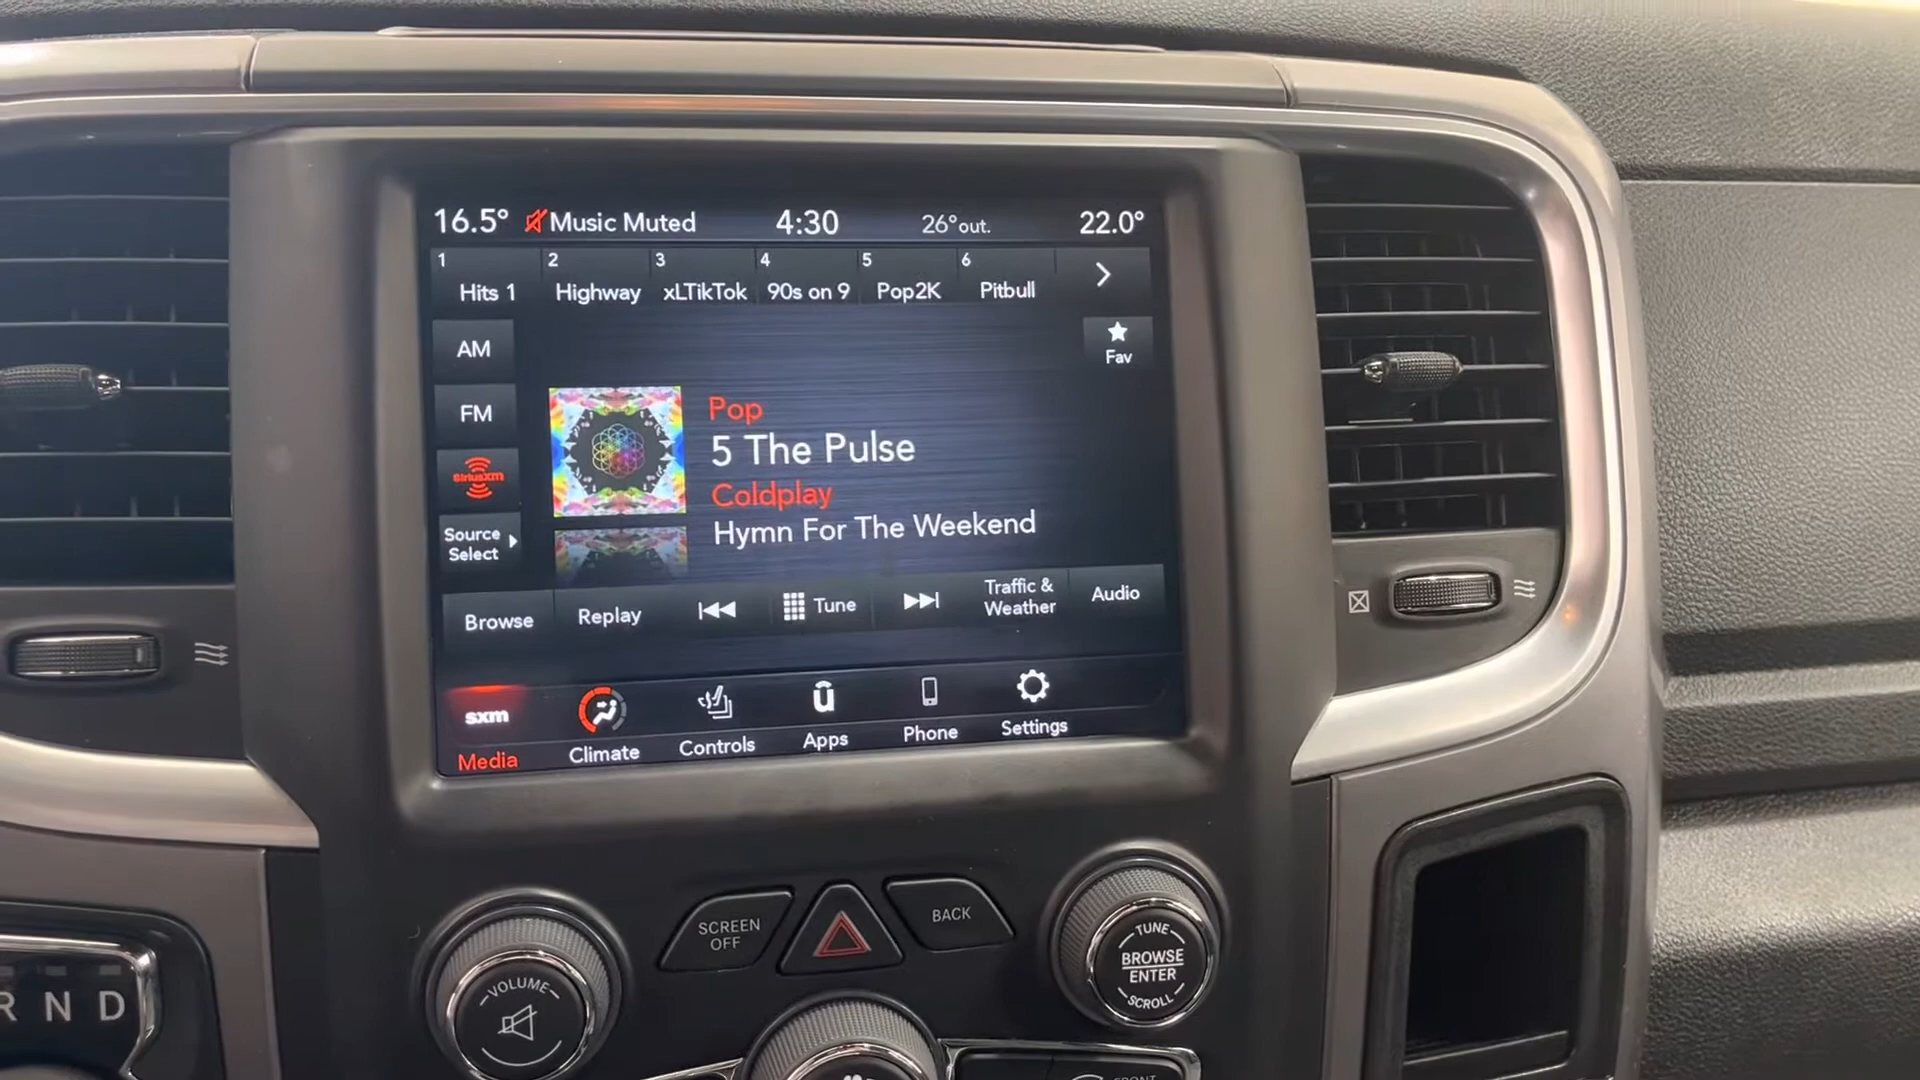 16.5° Music Muted 4:30 26°out. 22.0°
1 2 3 4 5 6
Hits 1 Highway xLTikTok 90s on 9 Pop2K Pitbull
AM
Fav
FM
Pop
5 The Pulse
siriusxm
Coldplay
Hymn For The Weekend
Source
Select
Browse Replay Tune Traffic &
Weather Audio
sxm
Media Climate Controls Apps Phone Settings
SCREEN
OFF
BACK
VOLUME
TUNE
BROWSE
ENTER
SCROLL
R N D
FRONT